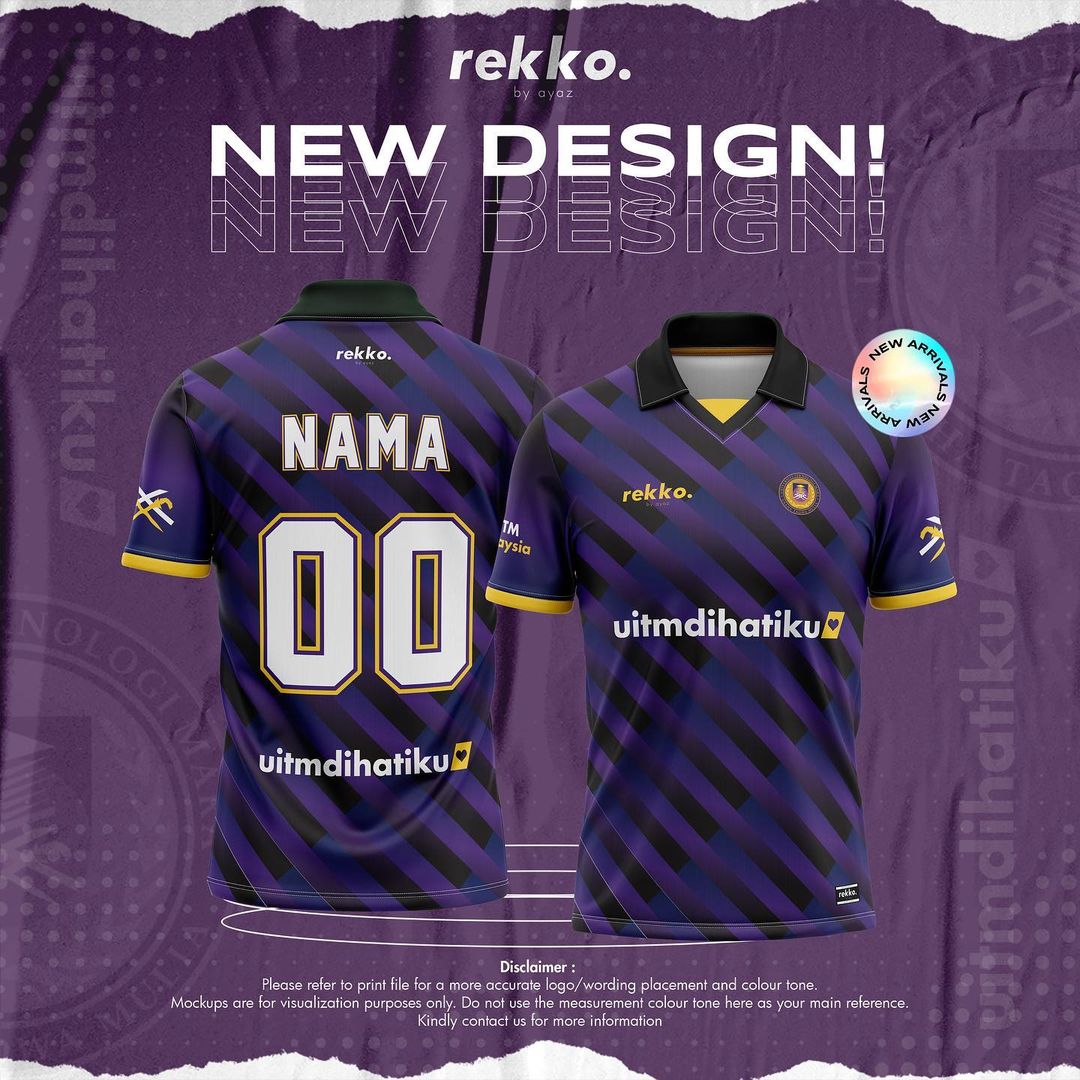 rekko.
by ayaz
NEW DESIGN!
NEW DESIGN!
NEW DESIGN!
rekko.
by ayaz
NAMA
00
uitmdihatiku
rekko.
by ayaz
uitmdihatiku
rekko.
NEW ARRIVALS NEW ARRIVALS
uitmdihatiku
uitmdihatiku
Disclaimer :
Please refer to print file for a more accurate logo/wording placement and colour tone.
Mockups are for visualization purposes only. Do not use the measurement colour tone here as your main reference.
Kindly contact us for more information